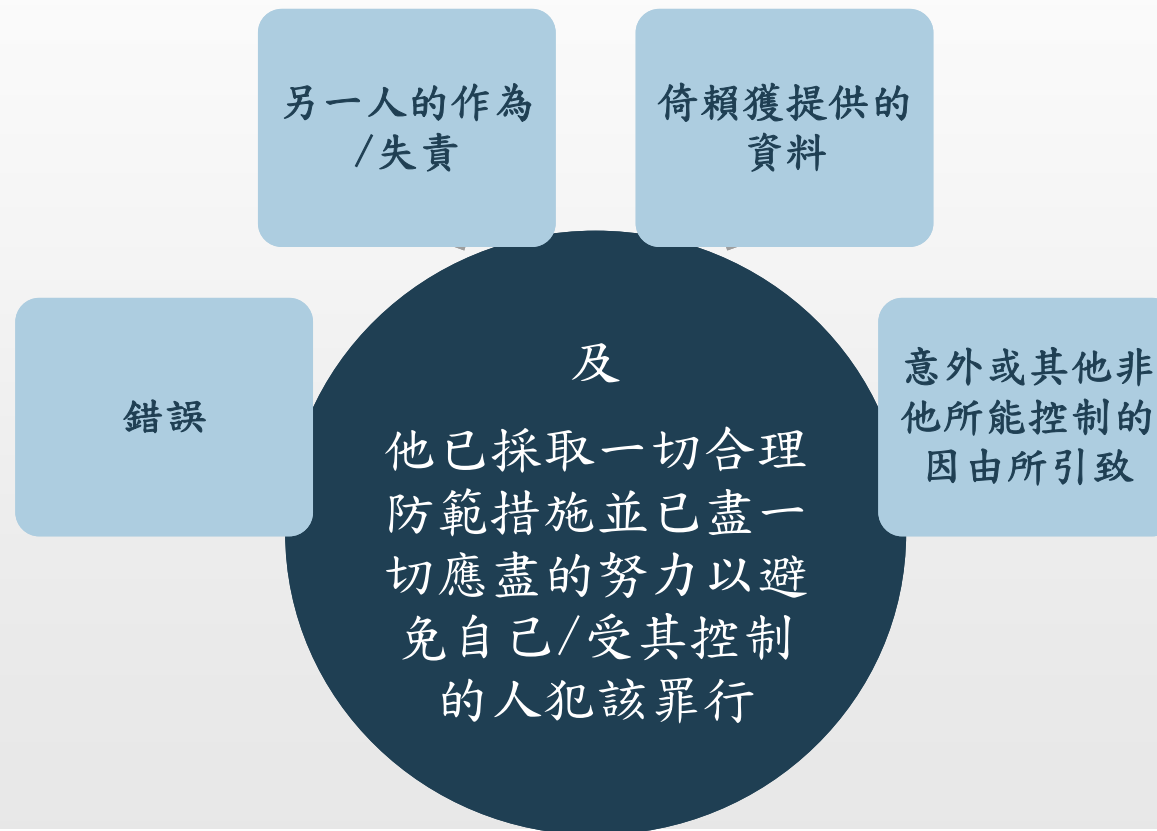 另一人的作為
/失責
倚賴獲提供的
資料
錯誤
意外或其他非
他所能控制的
因由所引致
及
他已採取一切合理
防範措施並已盡一
切應盡的努力以避
免自己/受其控制
的人犯該罪行